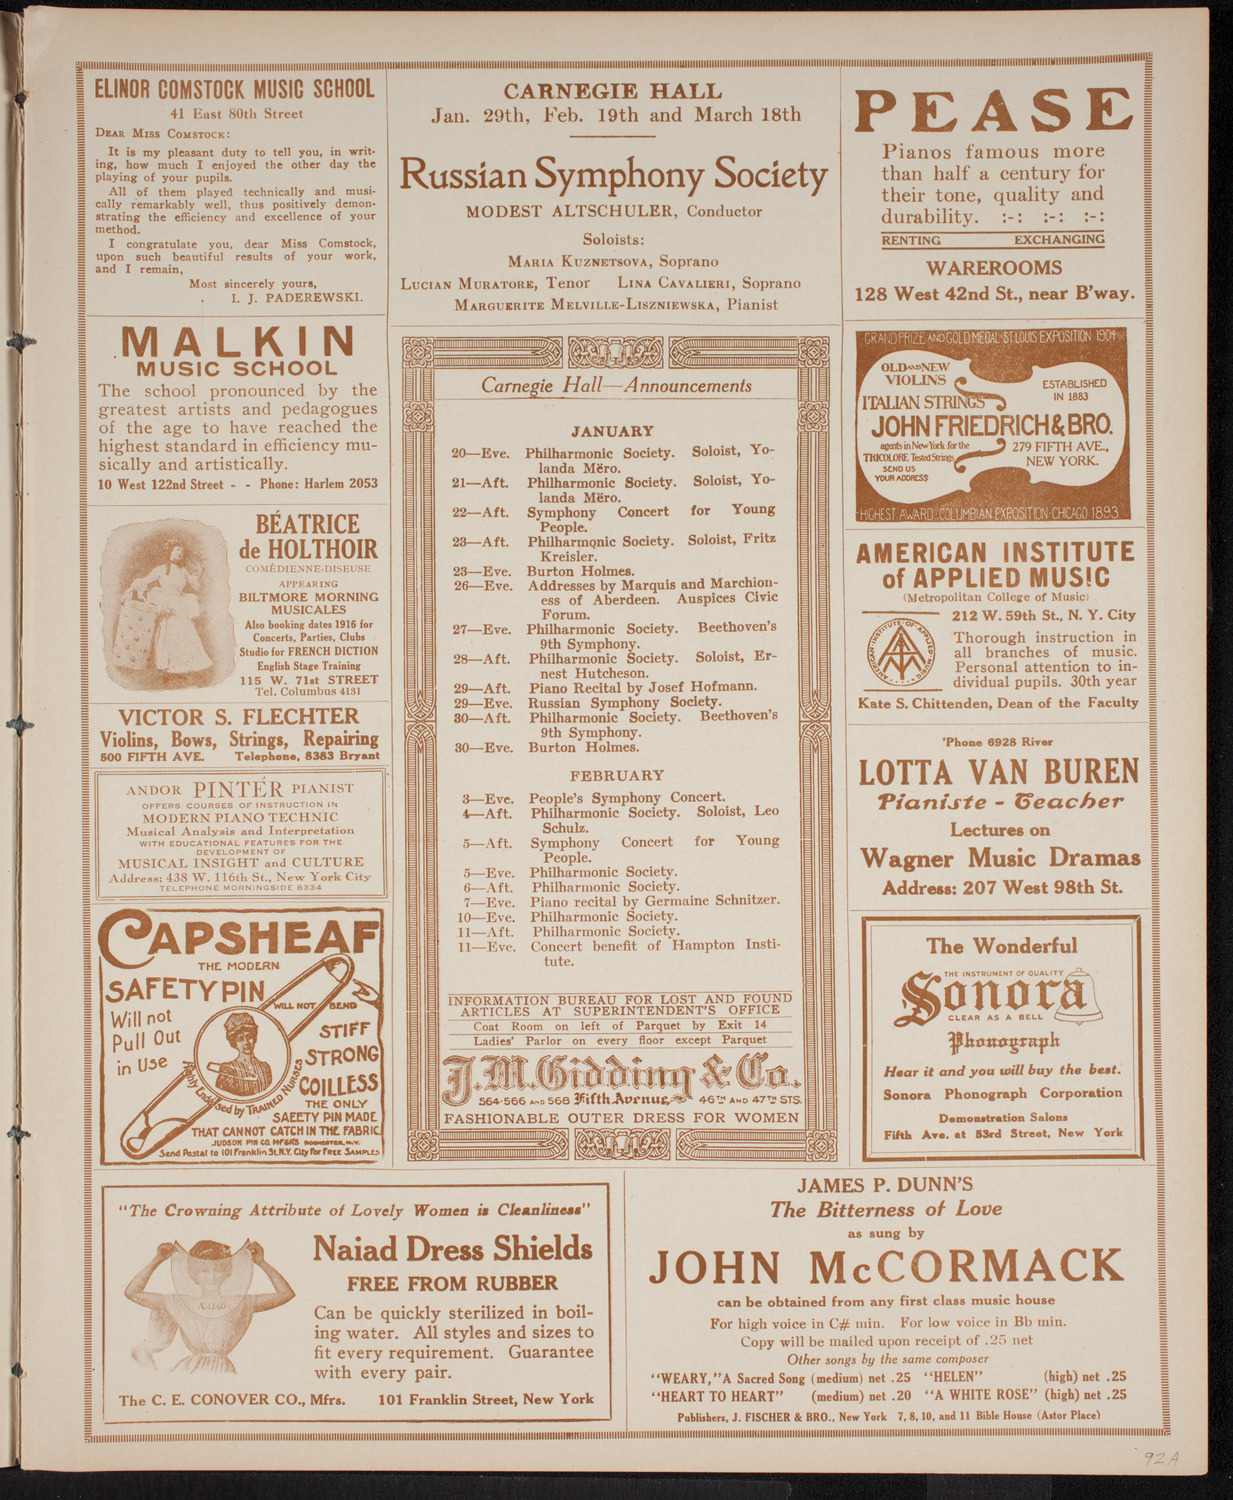 ELINOR COMSTOCK MUSIC SCHOOL
41 East 80th Street
DEAR MISS COMSTOCK:
It is my pleasant duty to tell you, in writ-
ing, how much I enjoyed the other day the
playing of your pupils.
All of them played technically and musi-
cally remarkably well, thus positively demon-
strating the efficiency and excellence of your
method.
I congratulate you, dear Miss Comstock,
upon such beautiful results of your work,
and I remain,
Most sincerely yours,
I. J. PADEREWSKI.
MALKIN
MUSIC SCHOOL
The school pronounced by the
greatest artists and pedagogues
of the age to have reached the
highest standard in efficiency mu-
sically and artistically.
10 West 122nd Street - - Phone: Harlem 2053
BÉATRICE
de HOLTHOIR
COMÉDIENNE-DISEUSE
APPEARING
BILTMORE MORNING
MUSICALES
Also booking dates 1916 for
Concerts, Parties, Clubs
Studio for FRENCH DICTION
English Stage Training
115 W. 71st STREET
Tel. Columbus 4131
VICTOR S. FLECHTER
Violins, Bows, Strings, Repairing
500 FIFTH AVE. Telephone, 8383 Bryant
ANDOR PINTÉR PIANIST
OFFERS COURSES OF INSTRUCTION IN
MODERN PIANO TECHNIC
Musical Analysis and Interpretation
WITH EDUCATIONAL FEATURES FOR THE
DEVELOPMENT OF
MUSICAL INSIGHT and CULTURE
Address: 438 W. 116th St., New York City
TELEPHONE MORNINGSIDE 8334
CAPSHEAF
THE MODERN
SAFETY PIN
WILL NOT BEND
Will not
Pull Out
in Use
STIFF
STRONG
COILLESS
Highly Endorsed by TRAINED NURSES
THE ONLY
SAFETY PIN MADE
THAT CANNOT CATCH IN THE FABRIC
JUDSON PIN CO. MFGRS ROCHESTER, N.Y.
Send Postal to 101 Franklin St. N.Y. City for FREE SAMPLES
CARNEGIE HALL
Jan. 29th, Feb. 19th and March 18th
Russian Symphony Society
MODEST ALTSCHULER, Conductor
Soloists:
MARIA KUZNETSOVA, Soprano
LUCIAN MURATORE, Tenor LINA CAVALIERI, Soprano
MARGUERITE MELVILLE-LISZNIEWSKA, Pianist
Carnegie Hall—Announcements
JANUARY
20—Eve. Philharmonic Society. Soloist, Yo-
landa Mërö.
21—Aft. Philharmonic Society. Soloist, Yo-
landa Mërö.
22—Aft. Symphony Concert for Young
People.
23—Aft. Philharmonic Society. Soloist, Fritz
Kreisler.
23—Eve. Burton Holmes.
26—Eve. Addresses by Marquis and Marchion-
ess of Aberdeen. Auspices Civic
Forum.
27—Eve. Philharmonic Society. Beethoven's
9th Symphony.
28—Aft. Philharmonic Society. Soloist, Er-
nest Hutcheson.
29—Aft. Piano Recital by Josef Hofmann.
29—Eve. Russian Symphony Society.
30—Aft. Philharmonic Society. Beethoven's
9th Symphony.
30—Eve. Burton Holmes.
FEBRUARY
3—Eve. People's Symphony Concert.
4—Aft. Philharmonic Society. Soloist, Leo
Schulz.
5—Aft. Symphony Concert for Young
People.
5—Eve. Philharmonic Society.
6—Aft. Philharmonic Society.
7—Eve. Piano recital by Germaine Schnitzer.
10—Eve. Philharmonic Society.
11—Aft. Philharmonic Society.
11—Eve. Concert benefit of Hampton Insti-
tute.
INFORMATION BUREAU FOR LOST AND FOUND
ARTICLES AT SUPERINTENDENT'S OFFICE
Coat Room on left of Parquet by Exit 14
Ladies' Parlor on every floor except Parquet
J.M. Gidding & Co.
564-566 AND 568 Fifth Avenue, 46TH AND 47TH STS.
FASHIONABLE OUTER DRESS FOR WOMEN
PEASE
Pianos famous more
than half a century for
their tone, quality and
durability. :-: :-: :-:
RENTING EXCHANGING
WAREROOMS
128 West 42nd St., near B'way.
GRAND PRIZE AND GOLD MEDAL ST. LOUIS EXPOSITION 1904
OLD AND NEW
VIOLINS
ITALIAN STRINGS
ESTABLISHED
IN 1883
JOHN FRIEDRICH & BRO.
agents in New York for the
TRICOLORE Tested Strings
SEND US
YOUR ADDRESS
279 FIFTH AVE.,
NEW YORK.
HIGHEST AWARD COLUMBIAN EXPOSITION CHICAGO 1893
AMERICAN INSTITUTE
of APPLIED MUSIC
(Metropolitan College of Music)
212 W. 59th St., N. Y. City
AMERICAN·INSTITUTE·OF·APPLIED·MUSIC
Thorough instruction in
all branches of music.
Personal attention to in-
dividual pupils. 30th year
Kate S. Chittenden, Dean of the Faculty
'Phone 6928 River
LOTTA VAN BUREN
Pianiste - Teacher
Lectures on
Wagner Music Dramas
Address: 207 West 98th St.
The Wonderful
THE INSTRUMENT OF QUALITY
Sonora
CLEAR AS A BELL
Phonograph
Hear it and you will buy the best.
Sonora Phonograph Corporation
Demonstration Salons
Fifth Ave. at 53rd Street, New York
"The Crowning Attribute of Lovely Women is Cleanliness"
NAIAD
Naiad Dress Shields
FREE FROM RUBBER
Can be quickly sterilized in boil-
ing water. All styles and sizes to
fit every requirement. Guarantee
with every pair.
The C. E. CONOVER CO., Mfrs. 101 Franklin Street, New York
JAMES P. DUNN'S
The Bitterness of Love
as sung by
JOHN McCORMACK
can be obtained from any first class music house
For high voice in C# min. For low voice in Bb min.
Copy will be mailed upon receipt of .25 net
Other songs by the same composer
"WEARY," A Sacred Song (medium) net .25 "HELEN" (high) net .25
"HEART TO HEART" (medium) net .20 "A WHITE ROSE" (high) net .25
Publishers, J. FISCHER & BRO., New York 7, 8, 10, and 11 Bible House (Astor Place)
92A